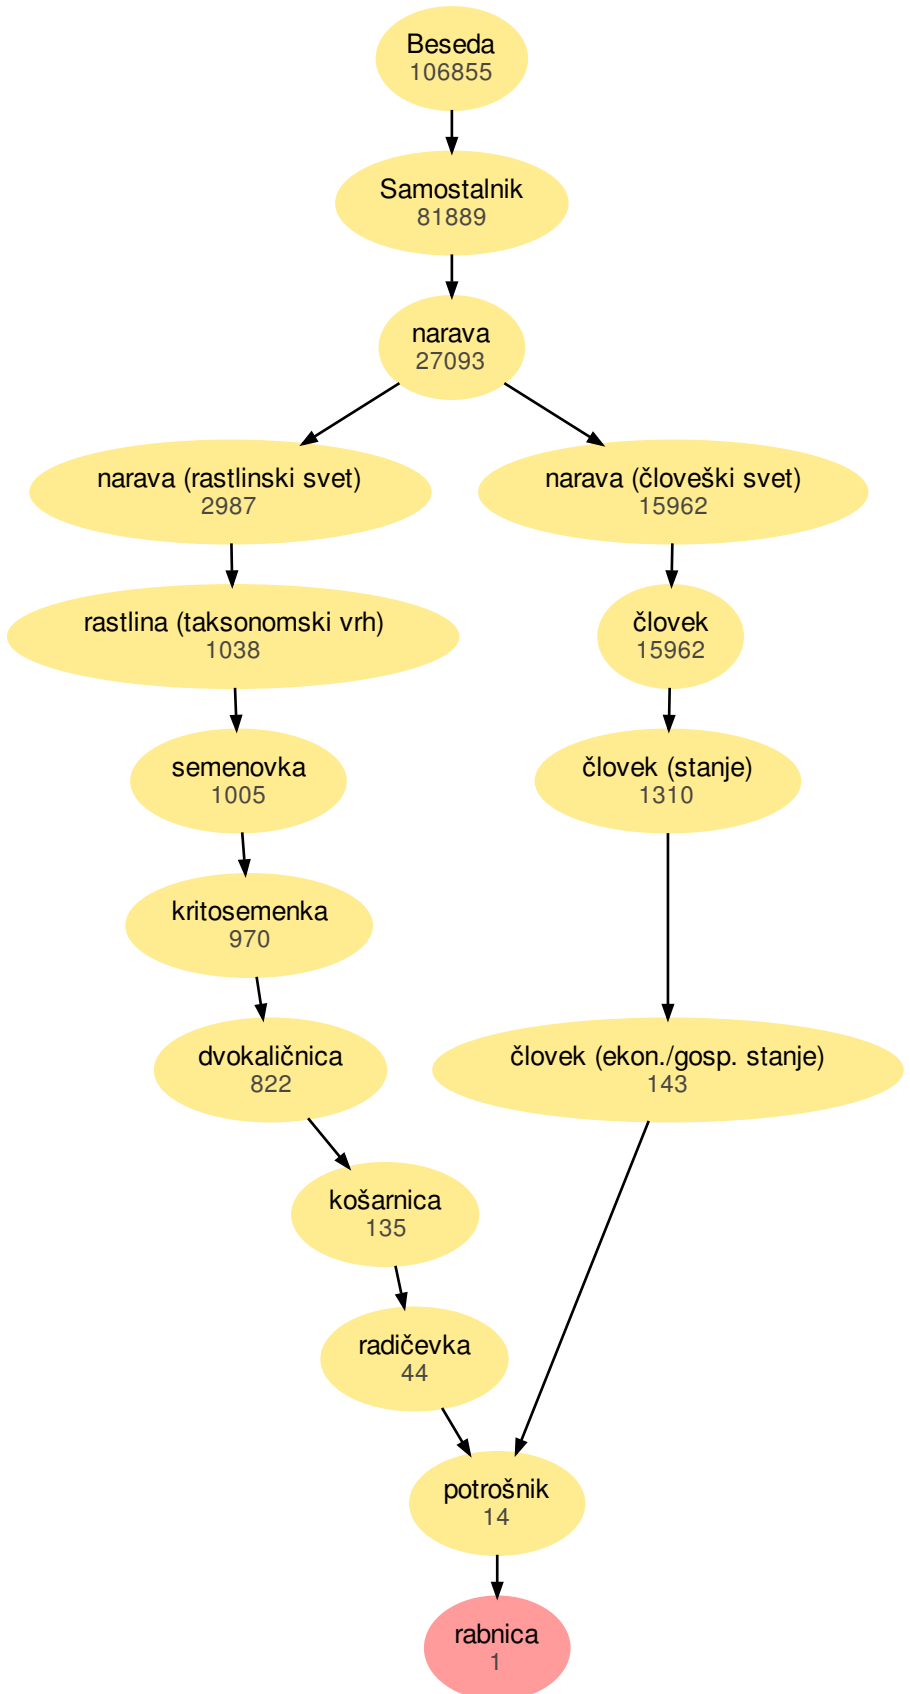 Beseda
106855
Samostalnik
81889
narava
27093
narava (rastlinski svet)
2987
narava (človeški svet)
15962
rastlina (taksonomski vrh)
1038
človek
15962
semenovka
1005
človek (stanje)
1310
kritosemenka
970
dvokaličnica
822
človek (ekon./gosp. stanje)
143
košarnica
135
radičevka
44
potrošnik
14
rabnica
1